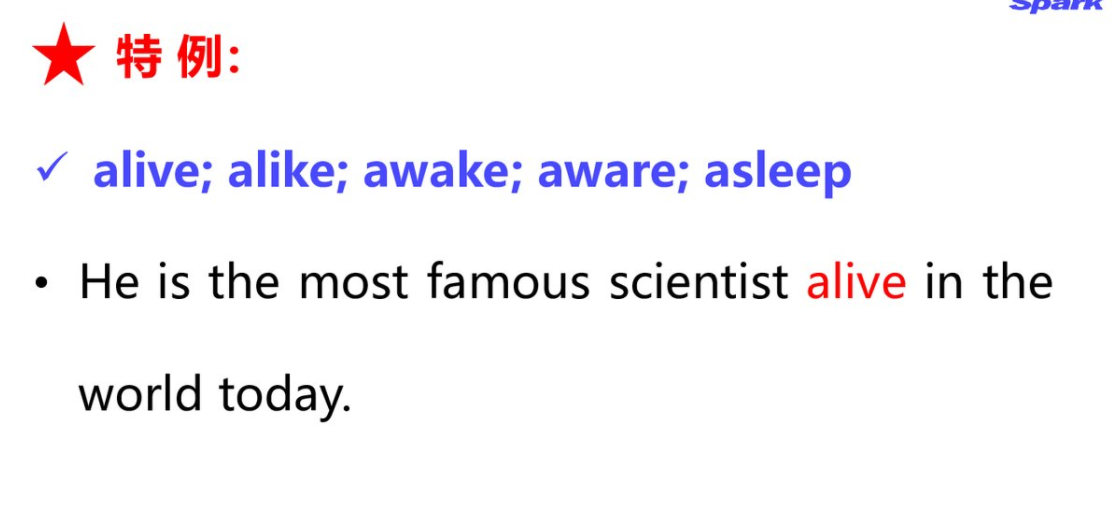 Spark
★ 特例:
✓ alive; alike; awake; aware; asleep
• He is the most famous scientist alive in the
world today.